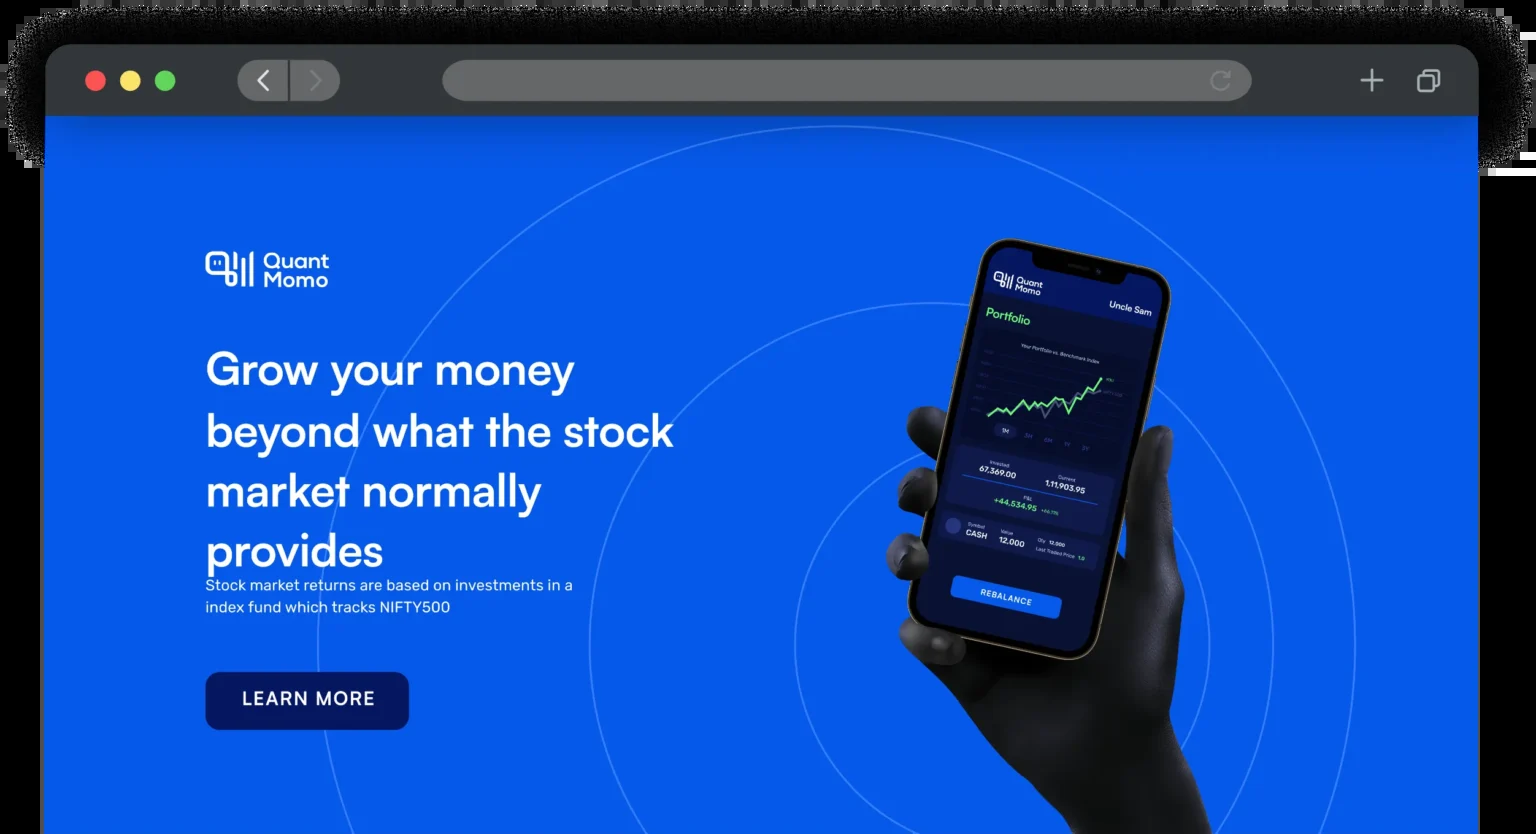 Quant
Momo
Grow your money
beyond what the stock
market normally
provides
Stock market returns are based on investments in a
index fund which tracks NIFTY500
LEARN MORE
Quant
Momo
Uncle Sam
Portfolio
Your Portfolio vs. Benchmark Index
1M
3M
6M
1Y
Invested
67,369.00
Current
1,11,903.95
P&L
+44,534.95
Symbol
CASH
Value
12,000
Qty 12,000
Last Traded Price 1.0
REBALANCE